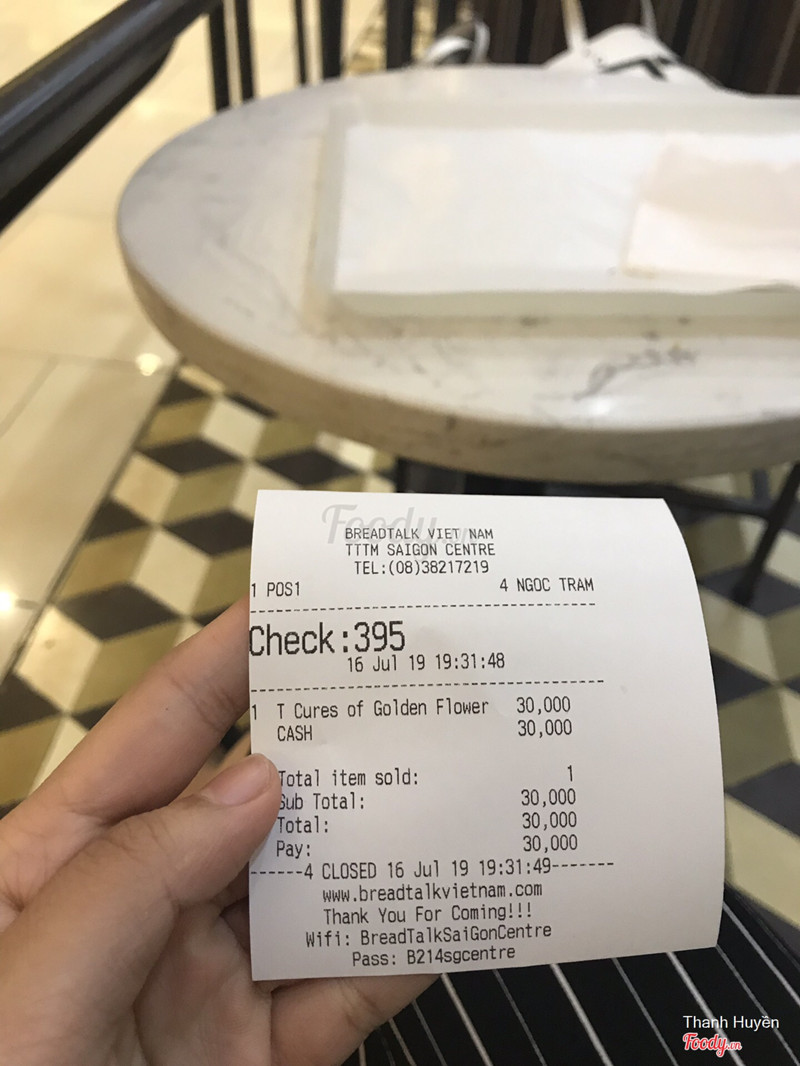 Foody.vn
BREADTALK VIET NAM
TTTM SAIGON CENTRE
TEL:(08)38217219
1 POS1 4 NGOC TRAM
Check:395
16 Jul 19 19:31:48
1 T Cures of Golden Flower 30,000
CASH 30,000
Total item sold: 1
Sub Total: 30,000
Total: 30,000
Pay: 30,000
------4 CLOSED 16 Jul 19 19:31:49-------
www.breadtalkvietnam.com
Thank You For Coming!!!
Wifi: BreadTalkSaiGonCentre
Pass: B214sgcentre
Thanh Huyền
Foody.vn